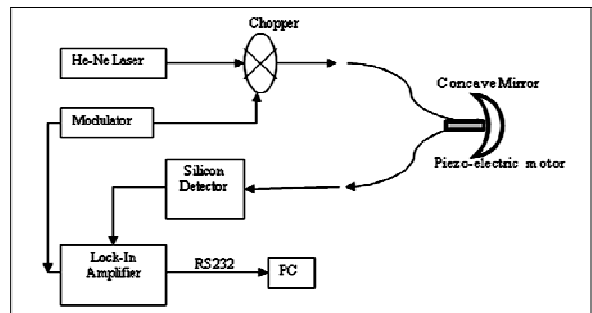 Chopper
He-Ne Laser
Concave Mirror
Modulator
Piezo-electric motor
Silicon
Detector
Lock-In
Amplifier
RS232
PC